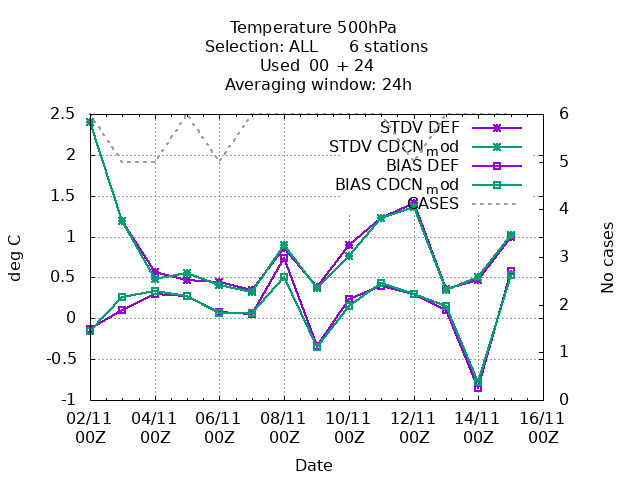 Temperature 500hPa
Selection: ALL 6 stations
Used 00 + 24
Averaging window: 24h
2.5
2
1.5
1
0.5
0
-0.5
-1
deg C
6
5
4
3
2
1
0
No cases
STDV DEF
STDV CDCN_mod
BIAS DEF
BIAS CDCN_mod
CASES
02/11 04/11 06/11 08/11 10/11 12/11 14/11 16/11
00Z 00Z 00Z 00Z 00Z 00Z 00Z 00Z
Date